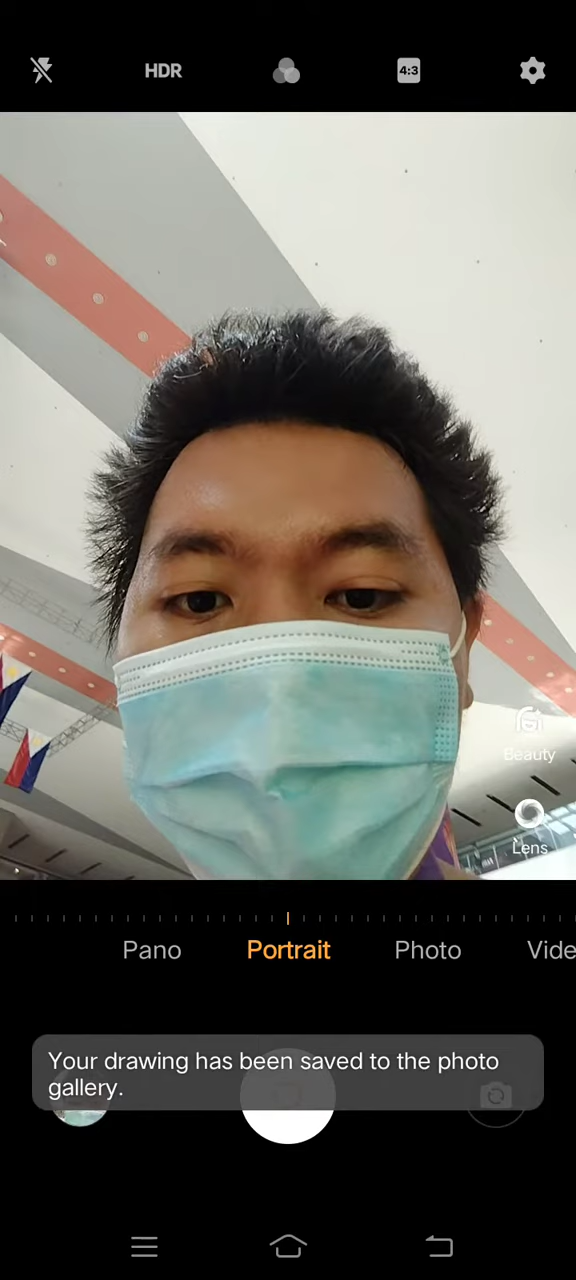 HDR
4:3
Beauty
Lens
Pano Portrait Photo Vide
Your drawing has been saved to the photo
gallery.